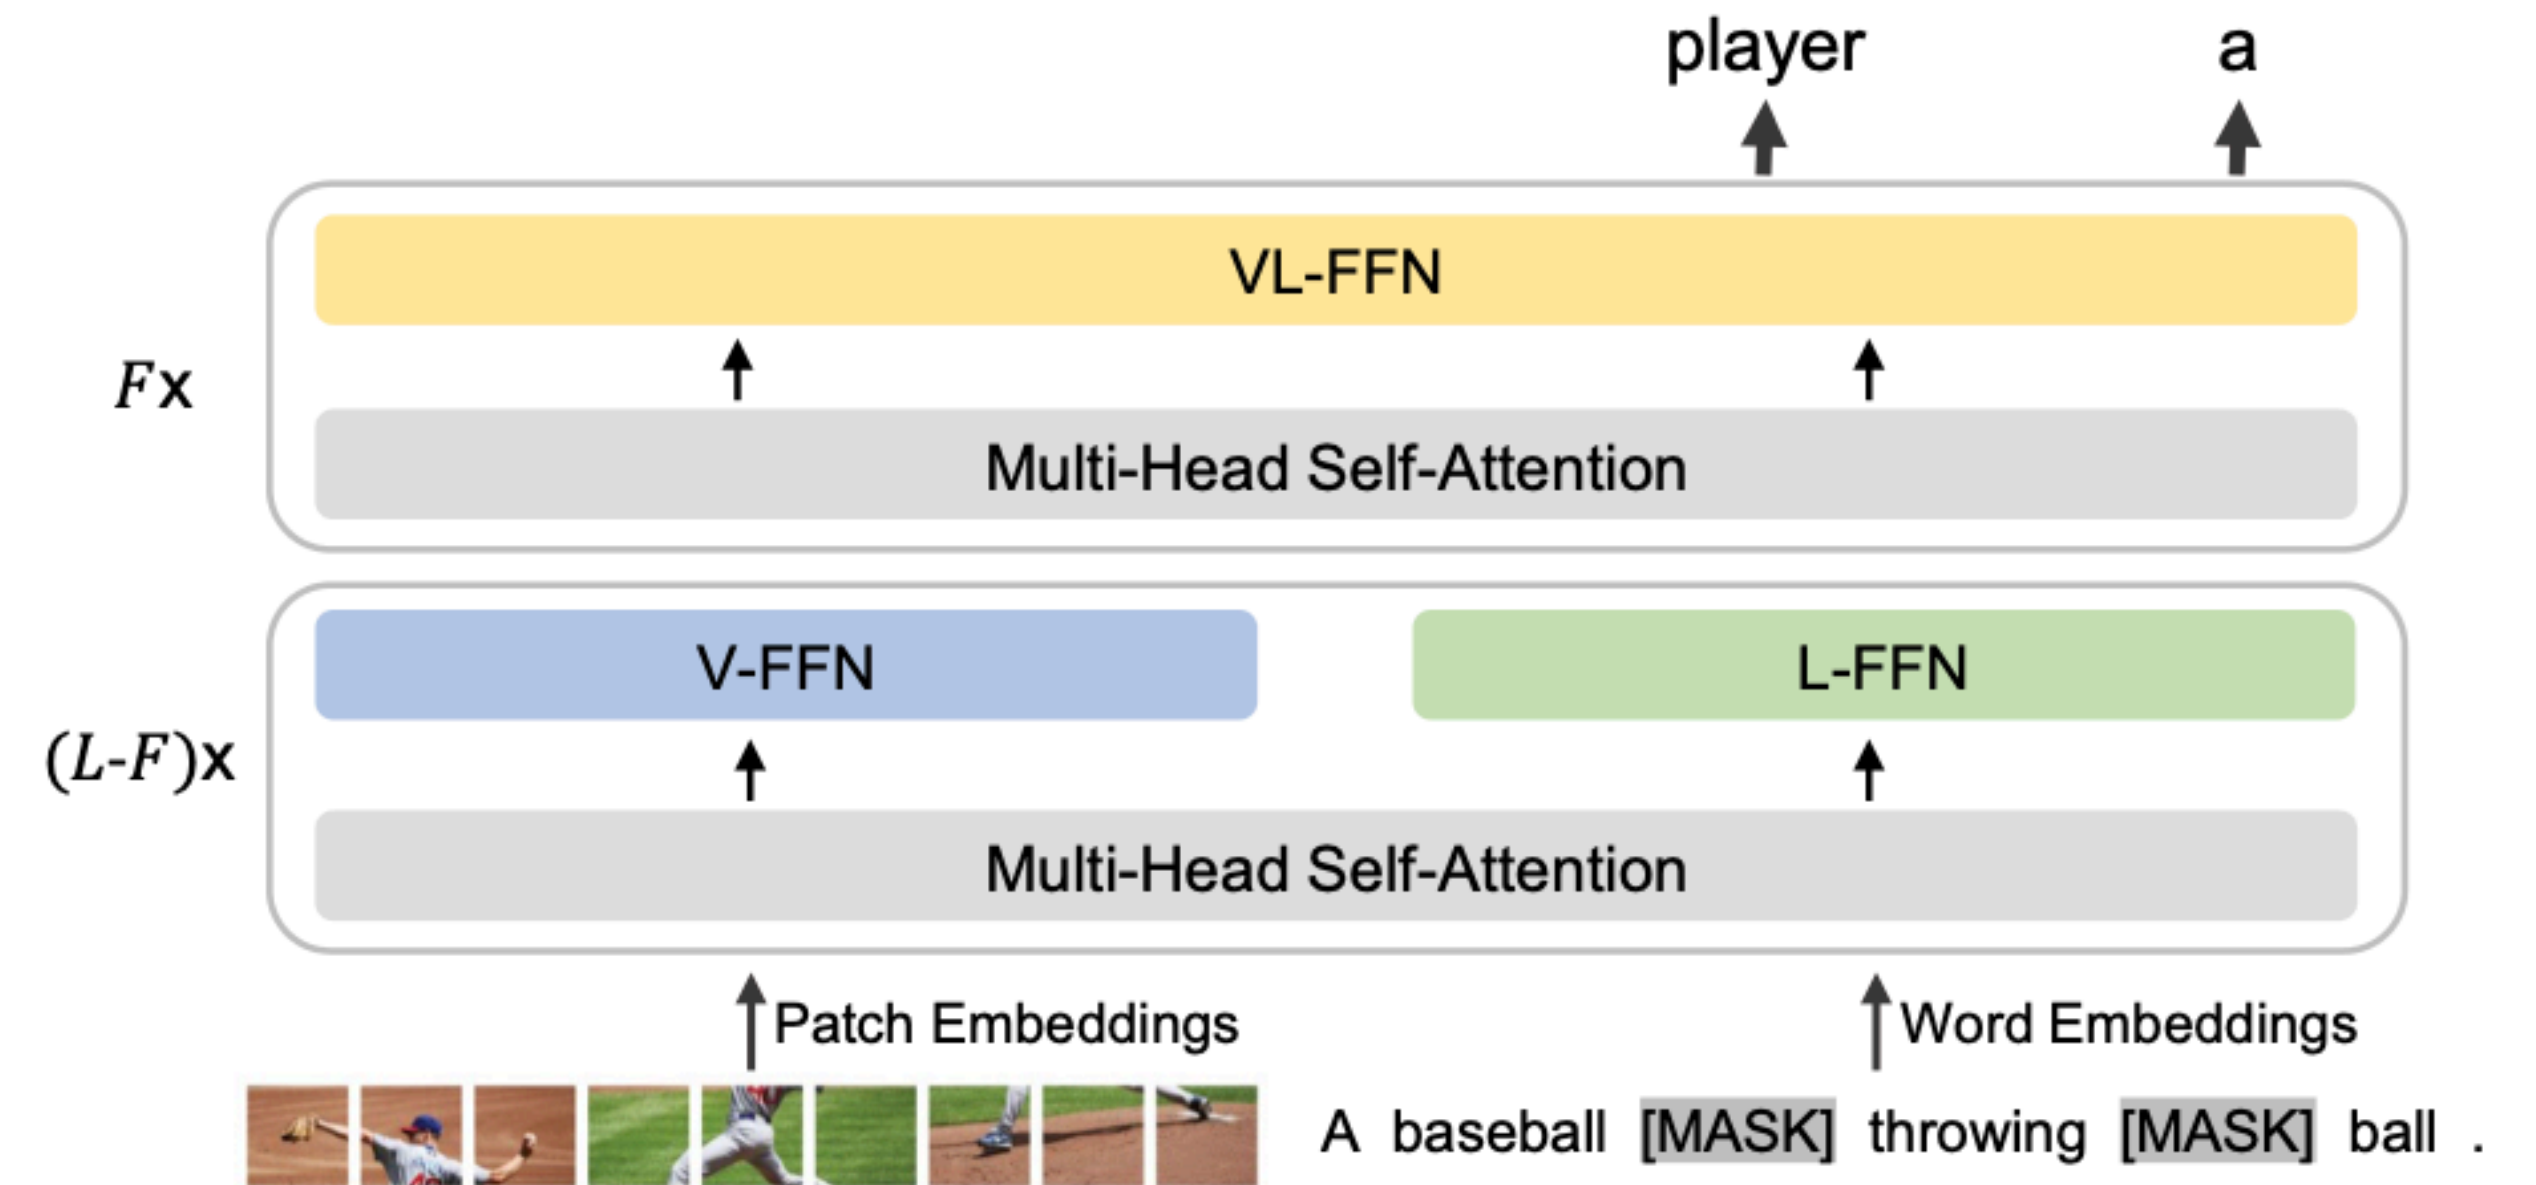 player a
VL-FFN
Fx
Multi-Head Self-Attention
V-FFN L-FFN
(L-F)x
Multi-Head Self-Attention
Patch Embeddings Word Embeddings
A baseball [MASK] throwing [MASK] ball .